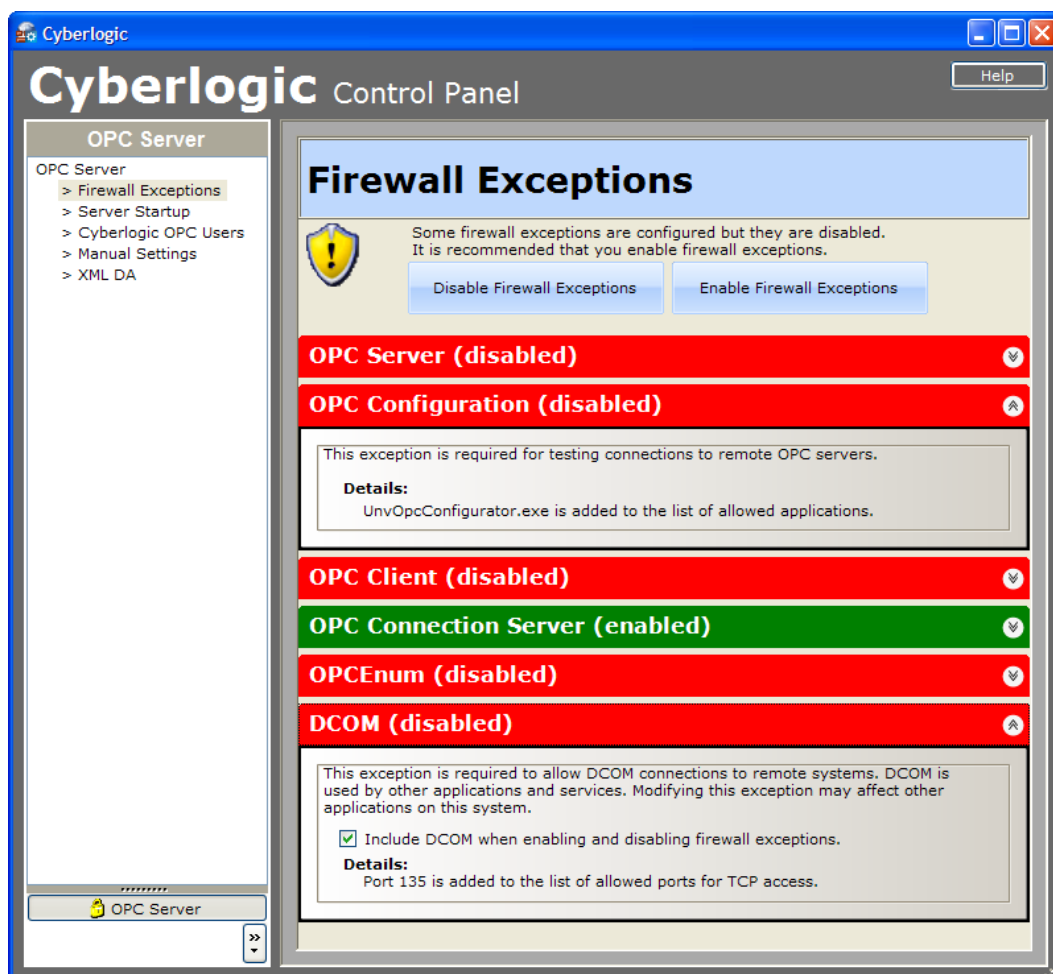 Cyberlogic
Cyberlogic Control Panel
Help
OPC Server
OPC Server
> Firewall Exceptions
> Server Startup
> Cyberlogic OPC Users
> Manual Settings
> XML DA
OPC Server
Firewall Exceptions
Some firewall exceptions are configured but they are disabled.
It is recommended that you enable firewall exceptions.
Disable Firewall Exceptions
Enable Firewall Exceptions
OPC Server (disabled)
OPC Configuration (disabled)
This exception is required for testing connections to remote OPC servers.
Details:
UnvOpcConfigurator.exe is added to the list of allowed applications.
OPC Client (disabled)
OPC Connection Server (enabled)
OPCEnum (disabled)
DCOM (disabled)
This exception is required to allow DCOM connections to remote systems. DCOM is
used by other applications and services. Modifying this exception may affect other
applications on this system.
Include DCOM when enabling and disabling firewall exceptions.
Details:
Port 135 is added to the list of allowed ports for TCP access.